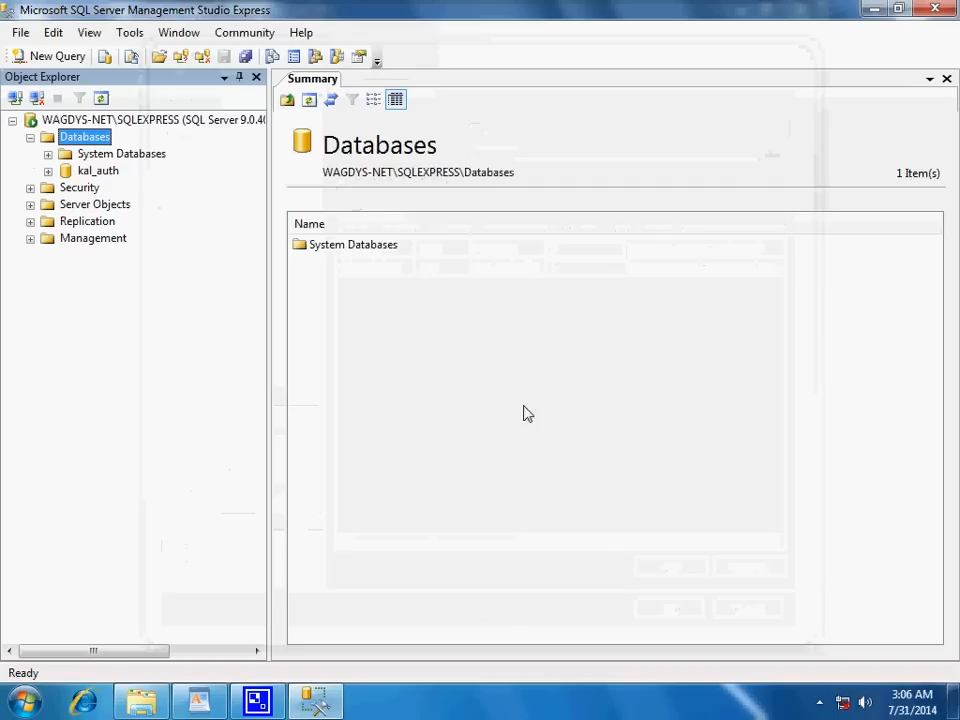 Microsoft SQL Server Management Studio Express
File Edit View Tools Window Community Help
New Query
Object Explorer
Summary
WAGDYS-NET\SQLEXPRESS (SQL Server 9.0.40
Databases
System Databases
kal_auth
Security
Server Objects
Replication
Management
Databases
WAGDYS-NET\SQLEXPRESS\Databases
1 Item(s)
Name
System Databases
Ready
3:06 AM
7/31/2014